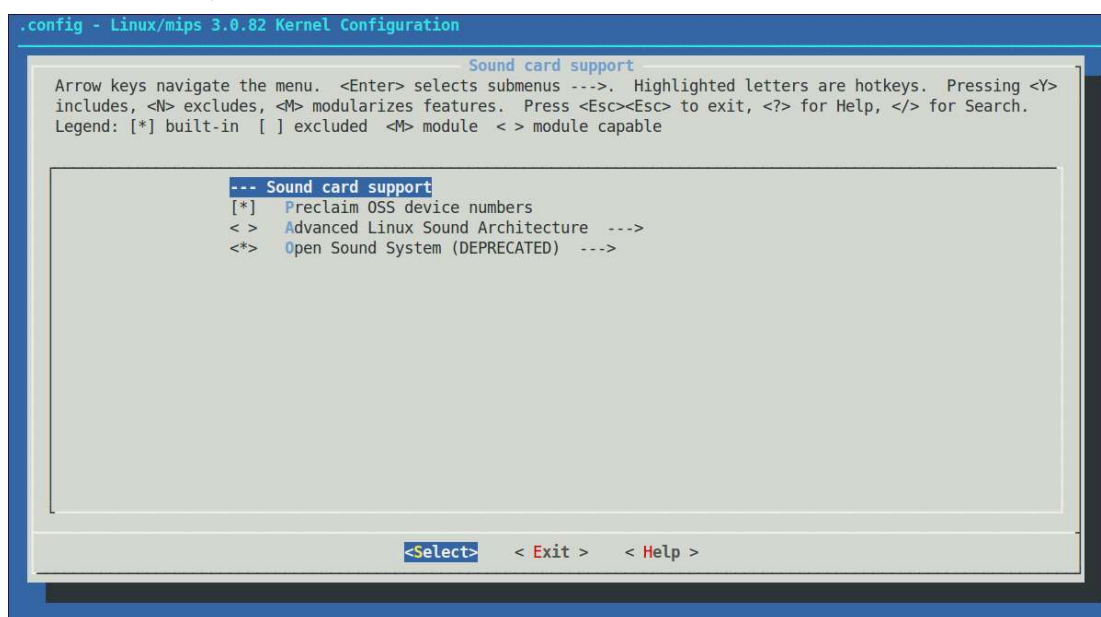 .config - Linux/mips 3.0.82 Kernel Configuration
Sound card support
Arrow keys navigate the menu.  <Enter> selects submenus --->.  Highlighted letters are hotkeys.  Pressing <Y>
includes, <N> excludes, <M> modularizes features.  Press <Esc><Esc> to exit, <?> for Help, </> for Search.
Legend: [*] built-in  [ ] excluded  <M> module  < > module capable
--- Sound card support
[*]   Preclaim OSS device numbers
< >   Advanced Linux Sound Architecture  --->
<*>   Open Sound System (DEPRECATED)  --->
<Select>    < Exit >    < Help >